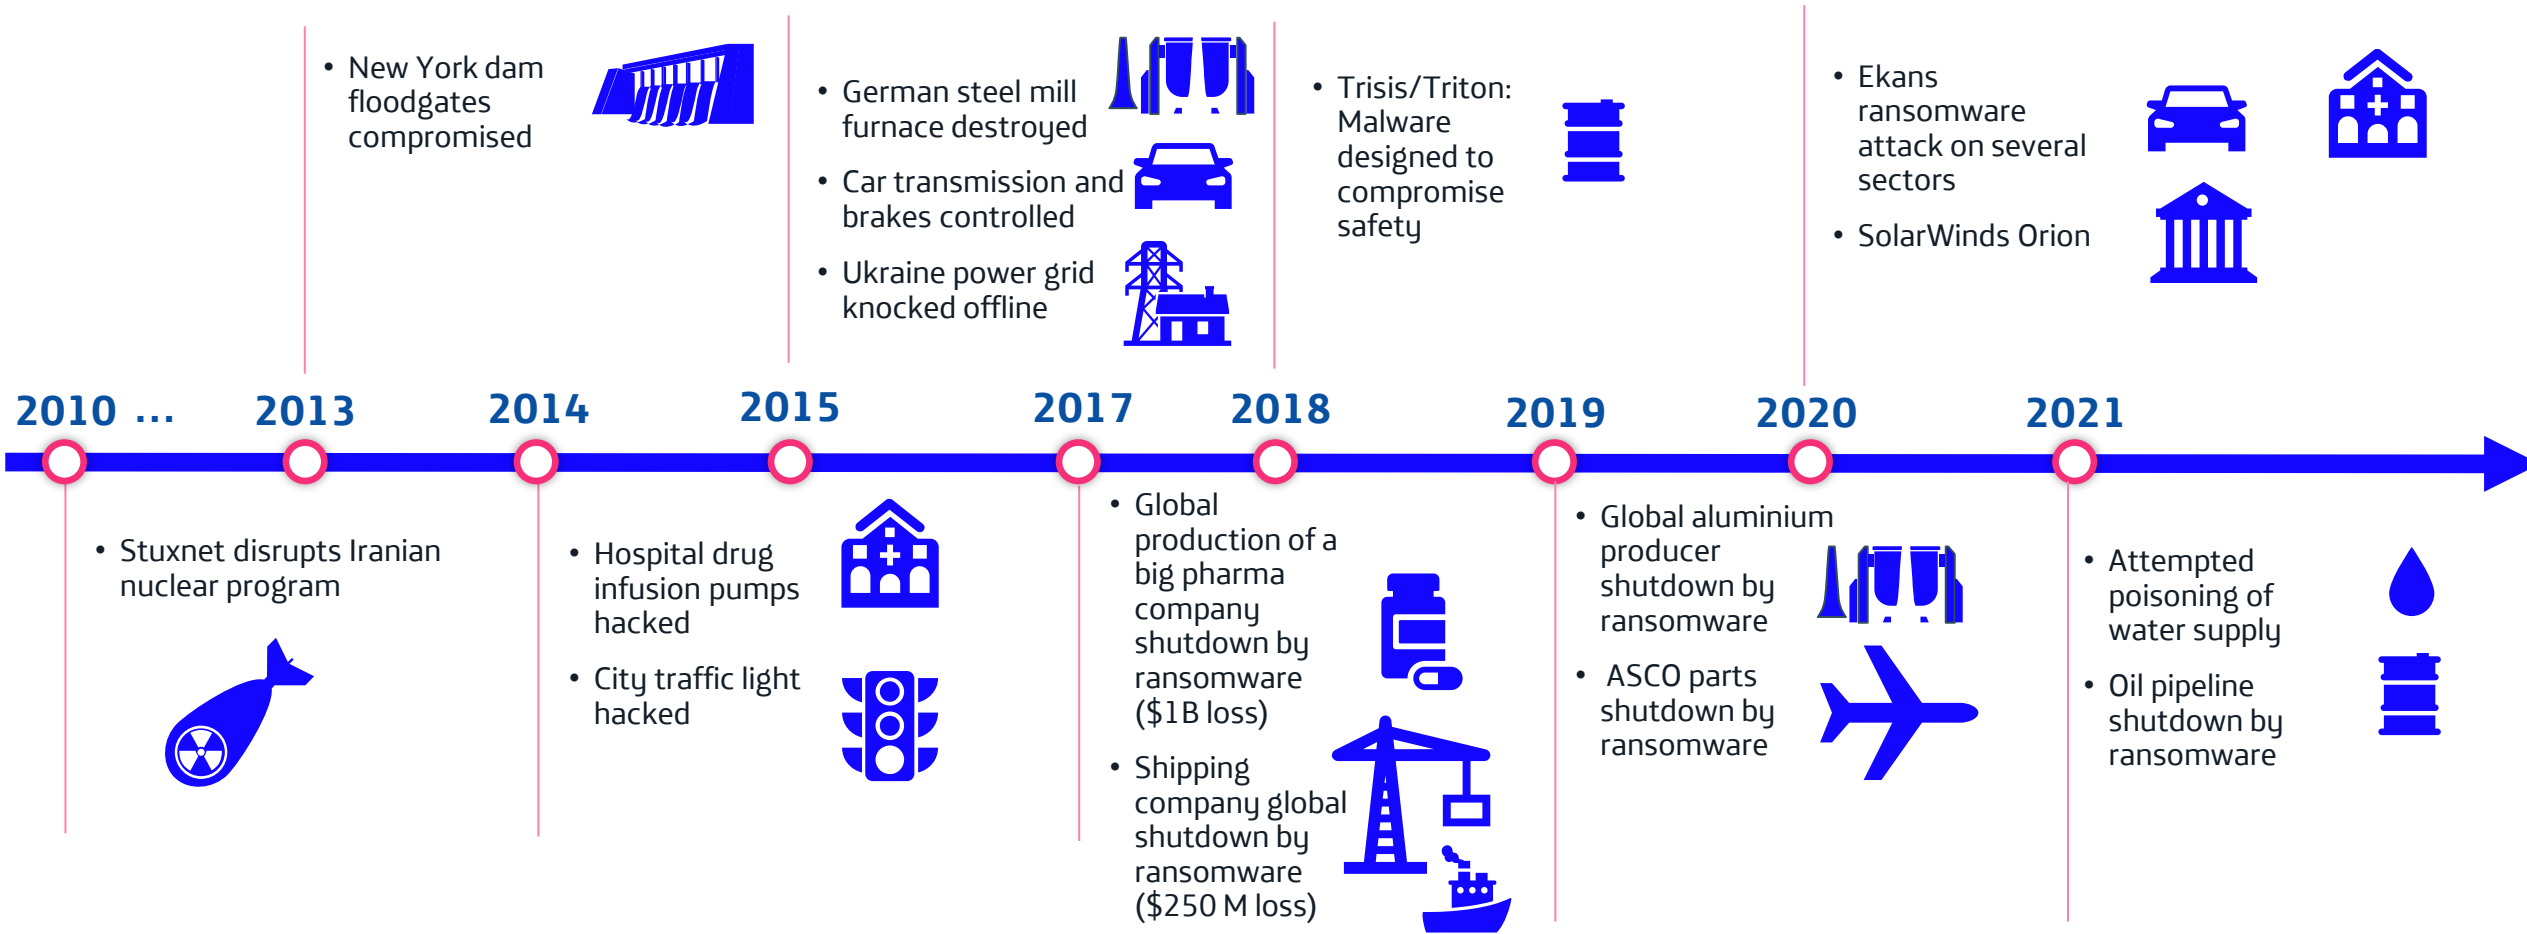 • New York dam
floodgates
compromised
• German steel mill
furnace destroyed
• Car transmission and
brakes controlled
• Ukraine power grid
knocked offline
• Trisis/Triton:
Malware
designed to
compromise
safety
• Ekans
ransomware
attack on several
sectors
• SolarWinds Orion
2010 ... 2013 2014 2015 2017 2018 2019 2020 2021
• Stuxnet disrupts Iranian
nuclear program
• Hospital drug
infusion pumps
hacked
• City traffic light
hacked
• Global
production of a
big pharma
company
shutdown by
ransomware
($1B loss)
• Shipping
company global
shutdown by
ransomware
($250 M loss)
• Global aluminium
producer
shutdown by
ransomware
• ASCO parts
shutdown by
ransomware
• Attempted
poisoning of
water supply
• Oil pipeline
shutdown by
ransomware